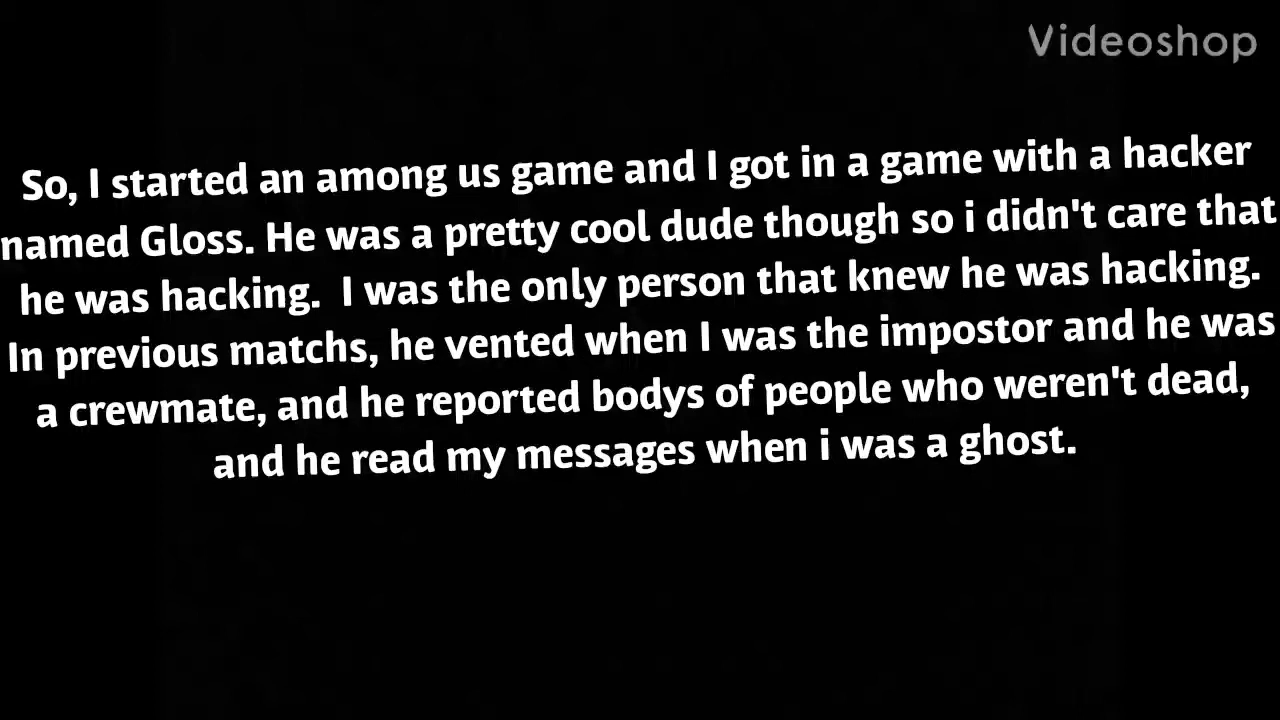 Videoshop
So, I started an among us game and I got in a game with a hacker
named Gloss. He was a pretty cool dude though so i didn't care that
he was hacking.  I was the only person that knew he was hacking.
In previous matchs, he vented when I was the impostor and he was
a crewmate, and he reported bodys of people who weren't dead,
and he read my messages when i was a ghost.